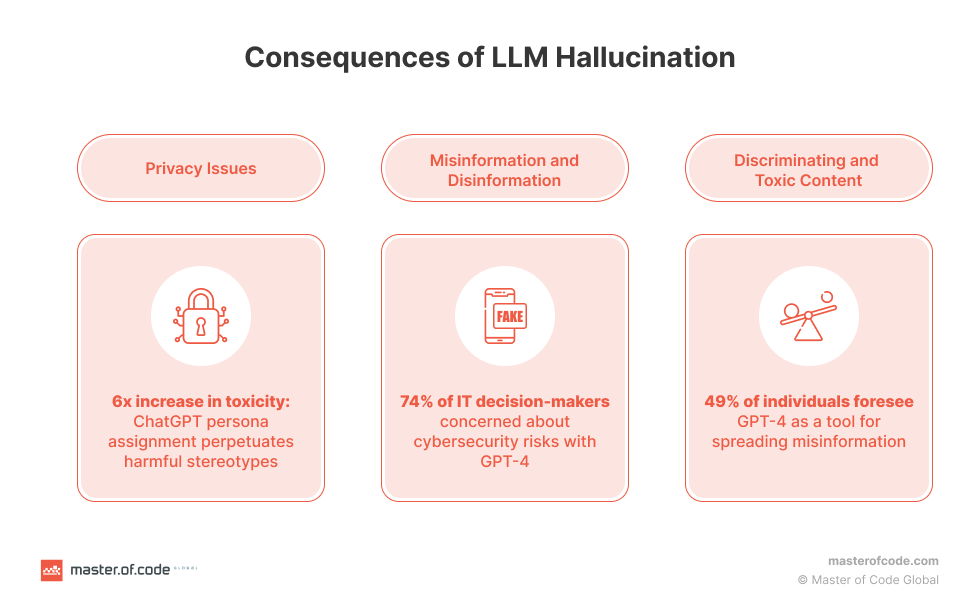 Consequences of LLM Hallucination
Privacy Issues
Misinformation and
Disinformation
Discriminating and
Toxic Content
6x increase in toxicity:
ChatGPT persona
assignment perpetuates
harmful stereotypes
FAKE
74% of IT decision-makers
concerned about
cybersecurity risks with
GPT-4
49% of individuals foresee
GPT-4 as a tool for
spreading misinformation
master.of.code GLOBAL
masterofcode.com
© Master of Code Global